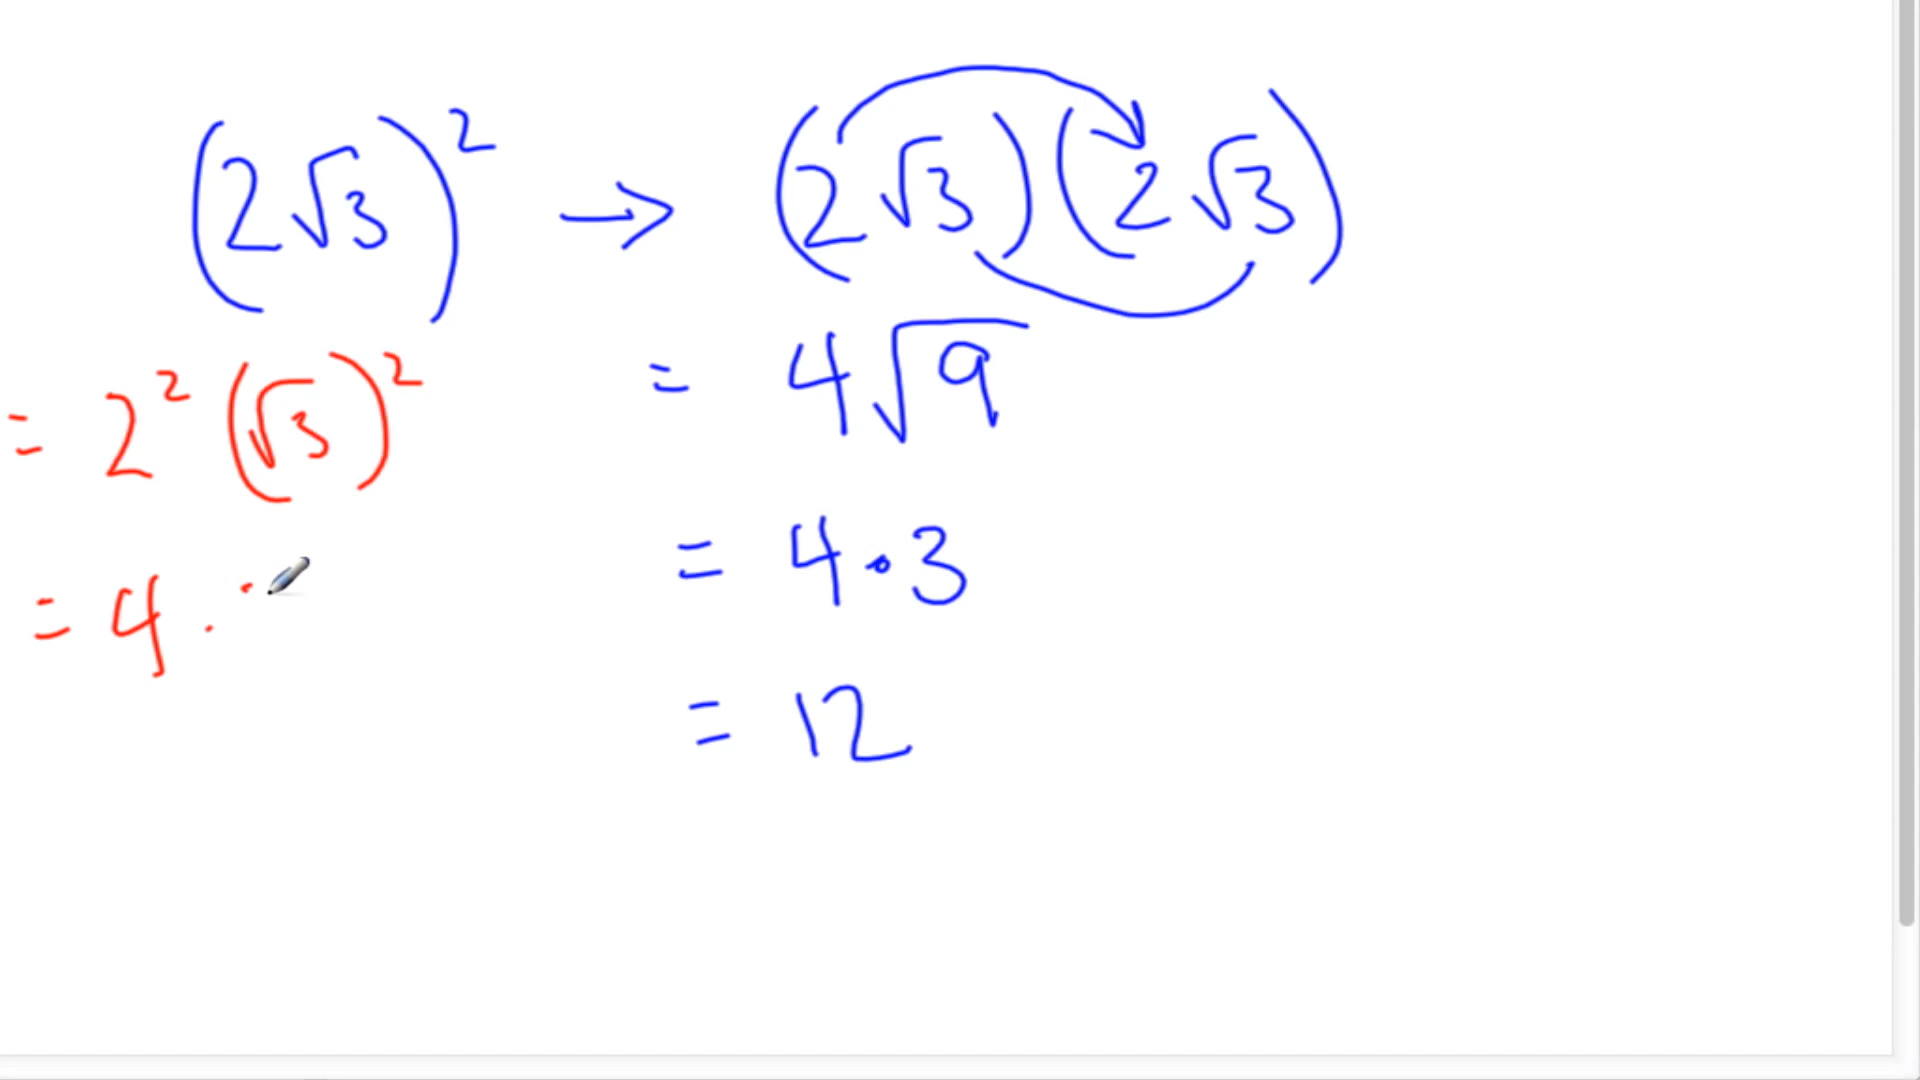 (2√3)² → (2√3)(2√3)
= 2²(√3)²
= 4√9
= 4 ·
= 4 · 3
= 12